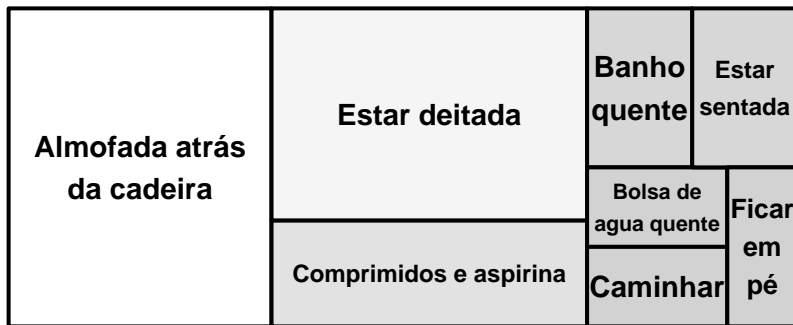 Almofada atrás
da cadeira
Estar deitada
Comprimidos e aspirina
Banho
quente
Estar
sentada
Bolsa de
agua quente
Caminhar
Ficar
em
pé